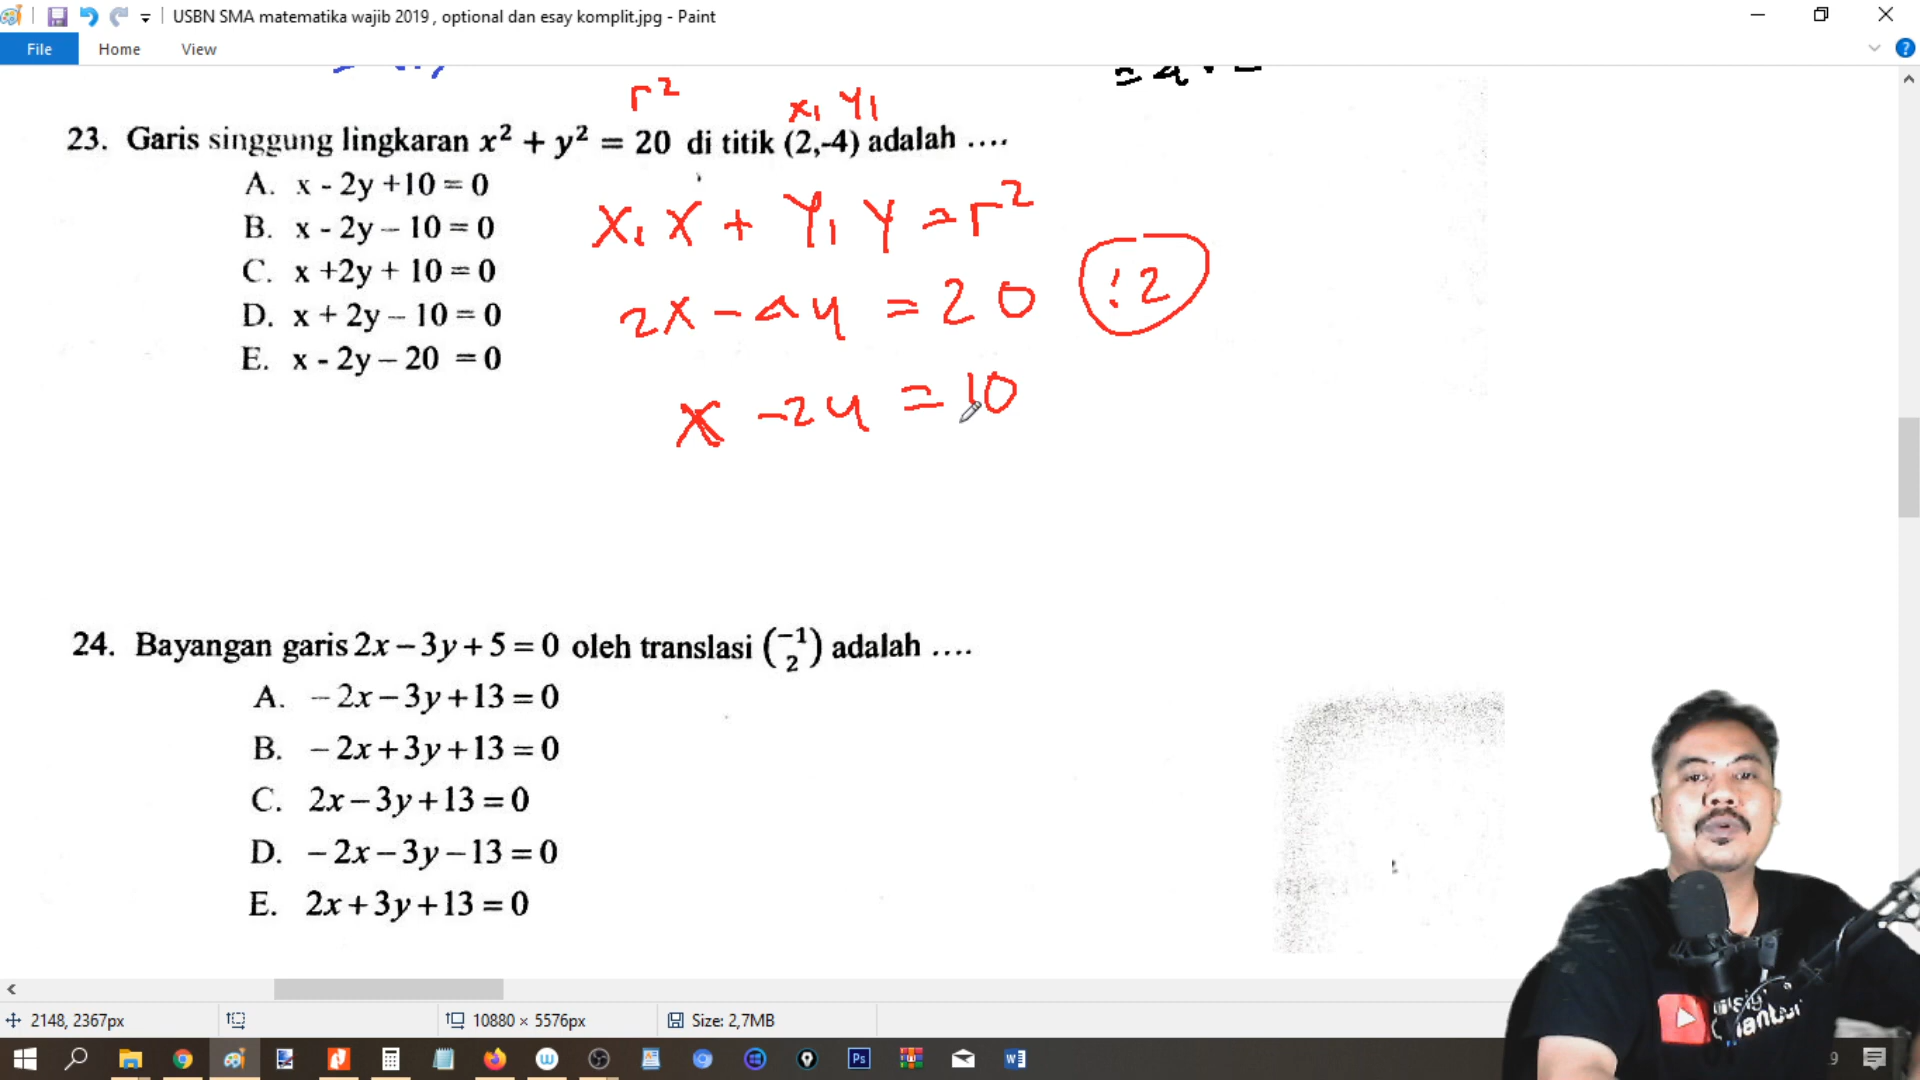 USBN SMA matematika wajib 2019 , optional dan esay komplit.jpg - Paint
File Home View
r²
x₁ Y₁
23. Garis singgung lingkaran x² + y² = 20 di titik (2,-4) adalah ....
A. x - 2y +10 = 0
B. x - 2y – 10 = 0
C. x +2y + 10 = 0
D. x + 2y – 10 = 0
E. x - 2y – 20 = 0
X₁ X + Y₁ Y = r²
2x - 4y = 20 :2
x - 2y = 10
24. Bayangan garis 2x – 3y + 5 = 0 oleh translasi (−1 2) adalah ....
A. – 2x – 3y + 13 = 0
B. – 2x + 3y + 13 = 0
C. 2x – 3y + 13 = 0
D. – 2x – 3y – 13 = 0
E. 2x + 3y + 13 = 0
2148, 2367px
10880 × 5576px
Size: 2,7MB